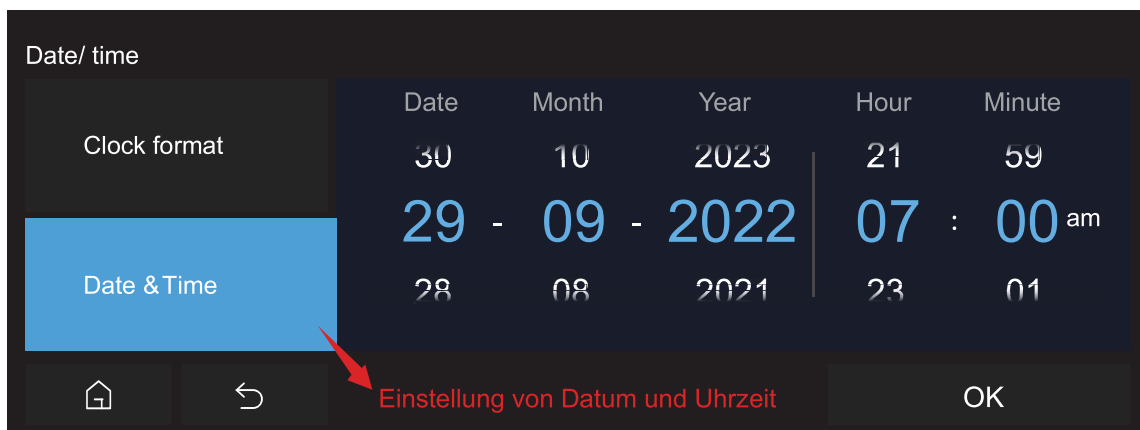 Date/ time
Clock format
Date & Time
Date Month Year Hour Minute
30 10 2023 21 59
29 - 09 - 2022 07 : 00 am
28 08 2021 23 01
Einstellung von Datum und Uhrzeit
OK